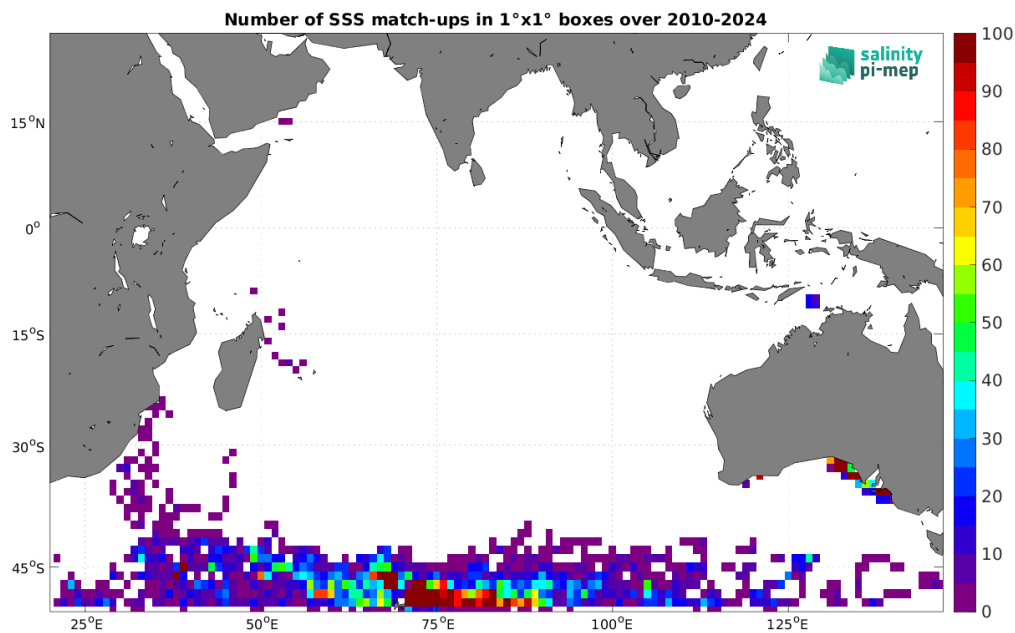 Number of SSS match-ups in 1°x1° boxes over 2010-2024
salinity
pi-mep
100
90
80
70
60
50
40
30
20
10
0
15°N
0°
15°S
30°S
45°S
25°E
50°E
75°E
100°E
125°E